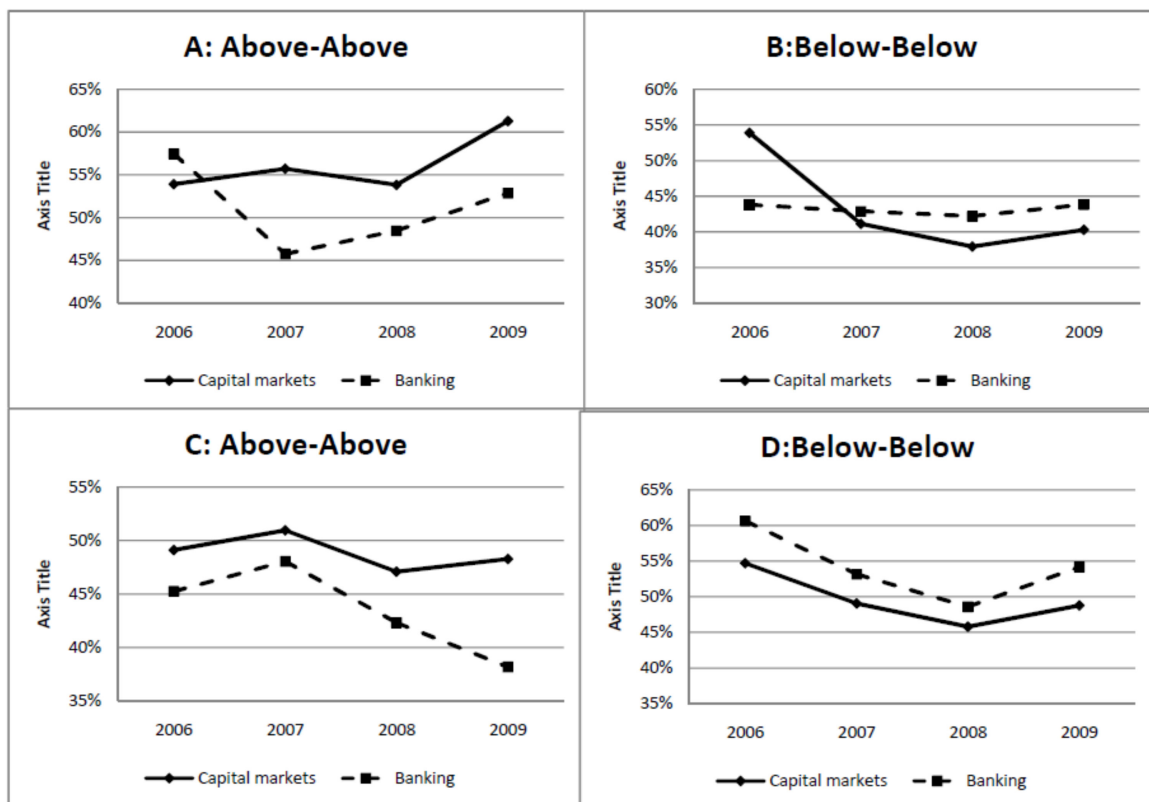 A: Above-Above
65%
60%
55%
50%
45%
40%
Axis Title
2006 2007 2008 2009
Capital markets Banking
B:Below-Below
60%
55%
50%
45%
40%
35%
30%
Axis Title
2006 2007 2008 2009
Capital markets Banking
C: Above-Above
55%
50%
45%
40%
35%
Axis Title
2006 2007 2008 2009
Capital markets Banking
D:Below-Below
65%
60%
55%
50%
45%
40%
35%
Axis Title
2006 2007 2008 2009
Capital markets Banking